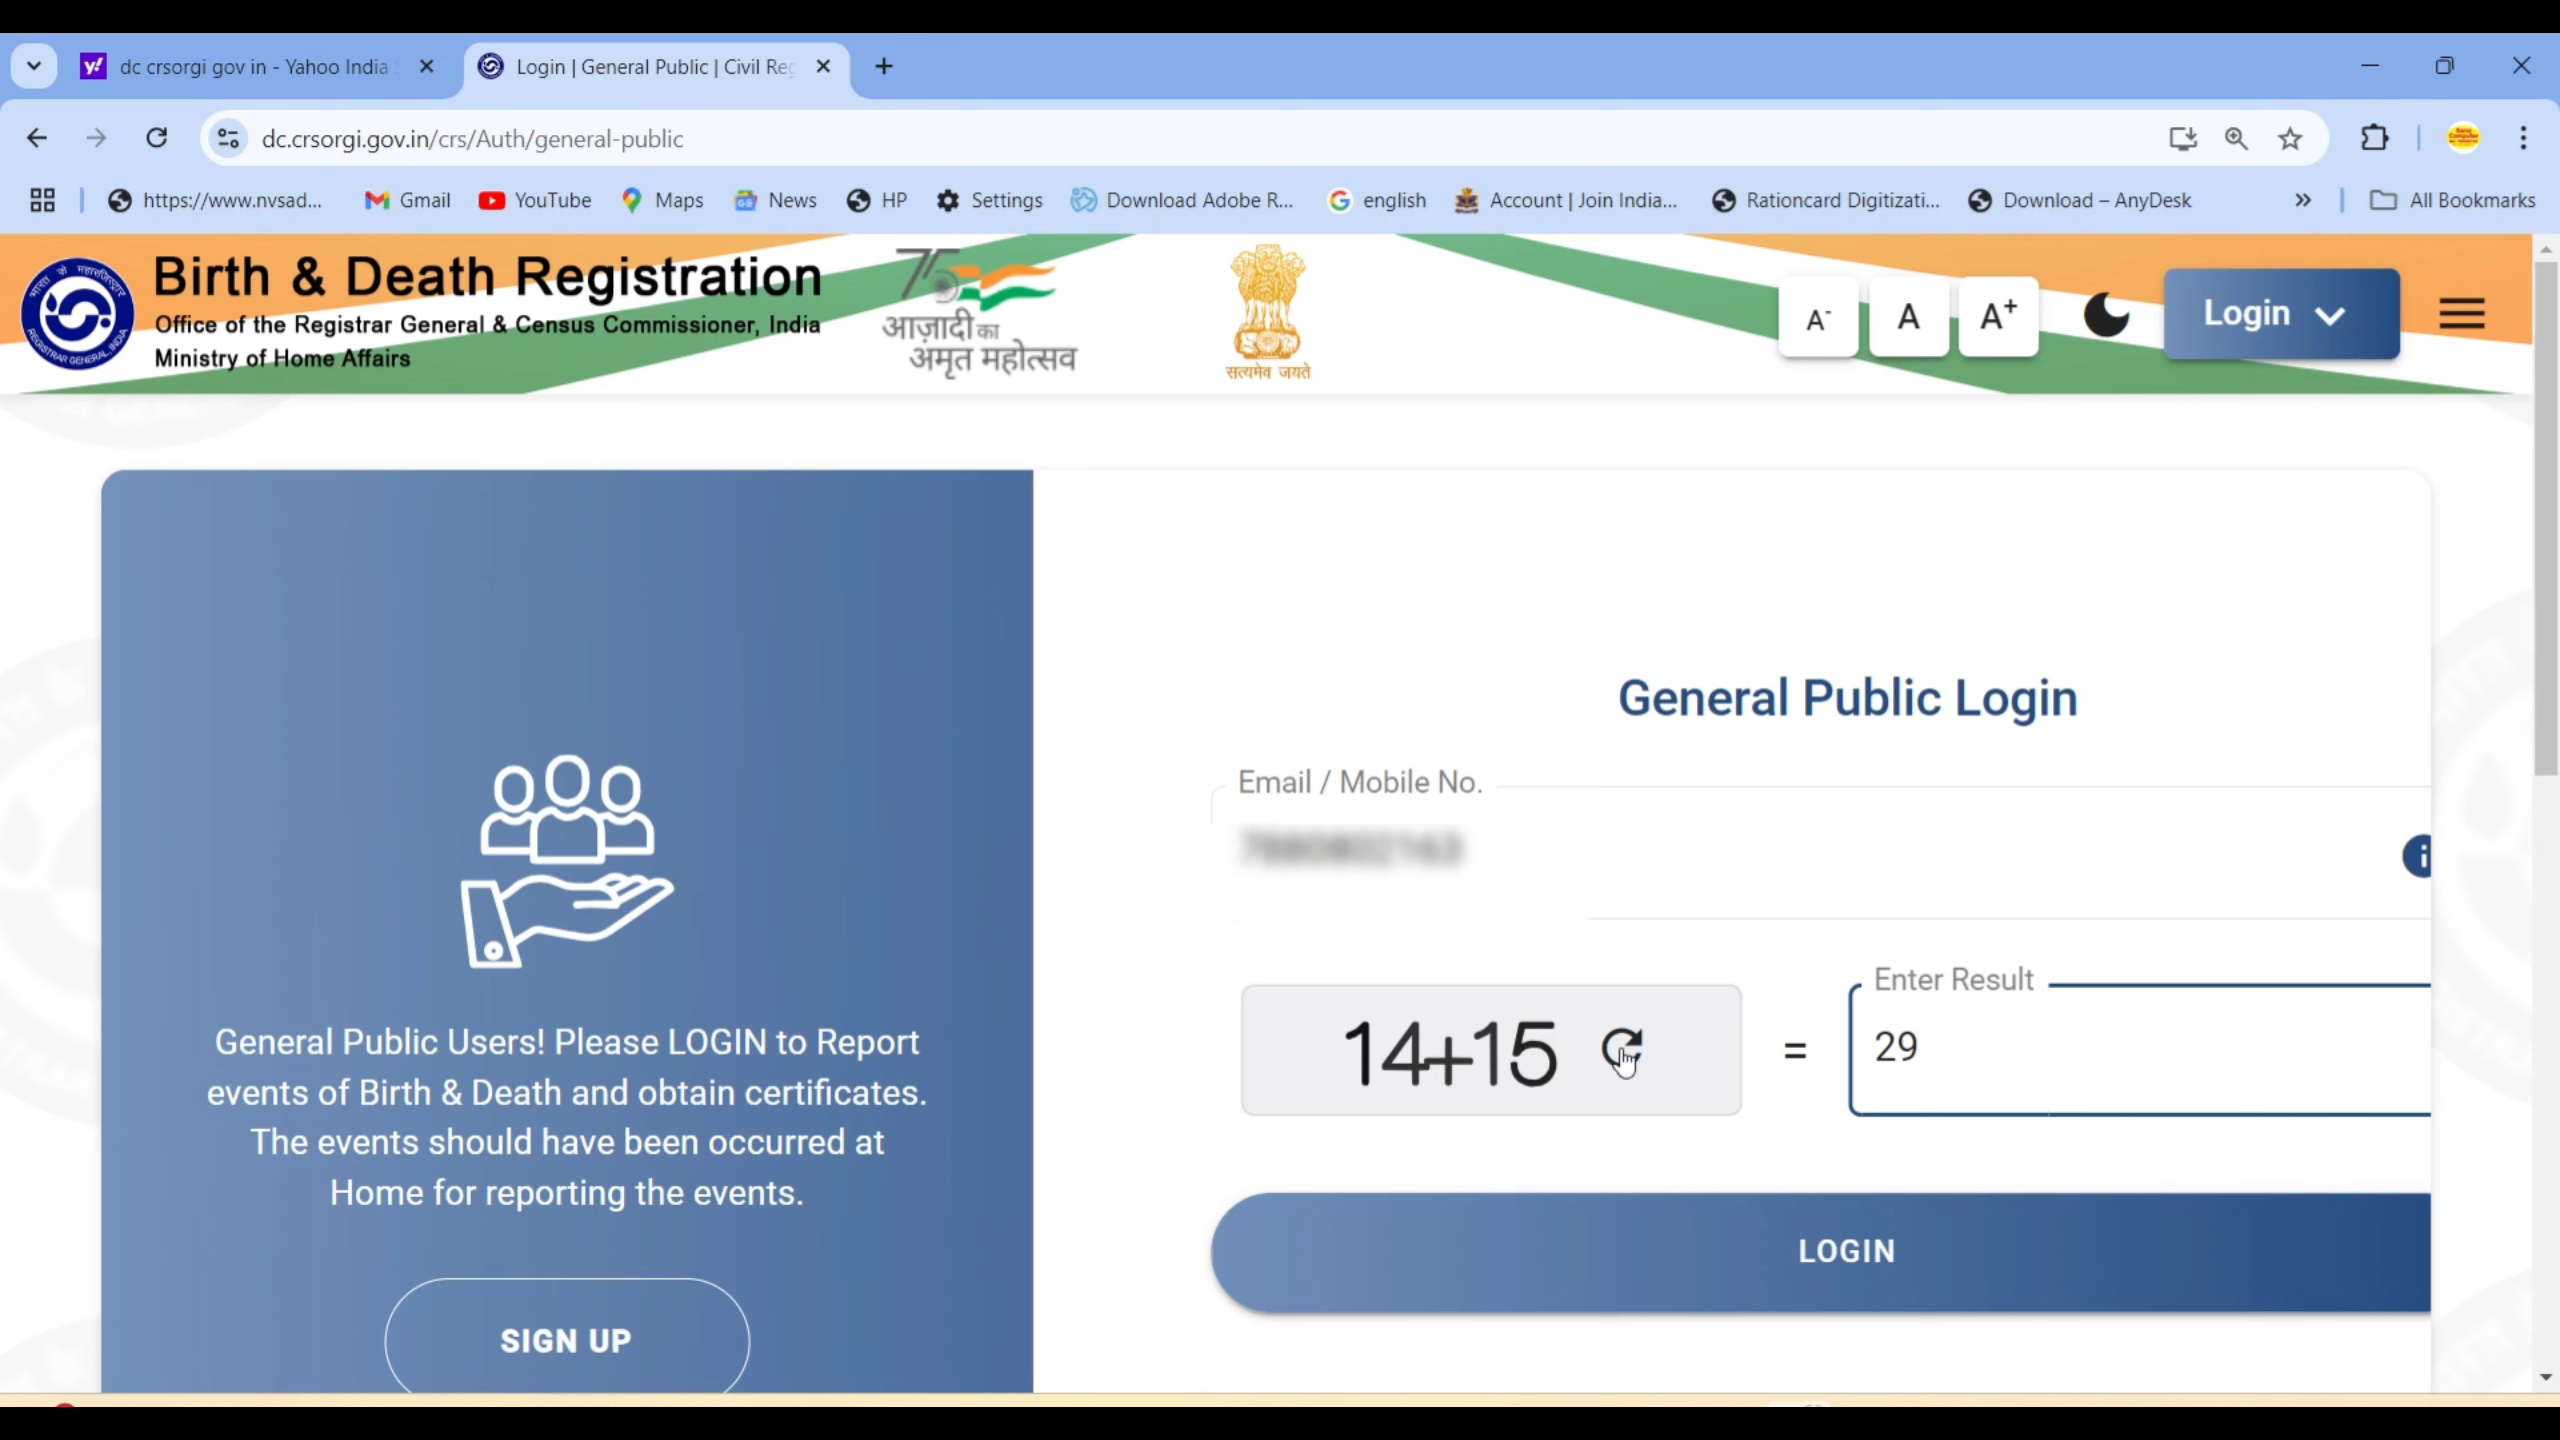 dc crsorgi gov in - Yahoo India
Login | General Public | Civil Reg
dc.crsorgi.gov.in/crs/Auth/general-public
https://www.nvsad...
Gmail
YouTube
Maps
News
HP
Settings
Download Adobe R...
english
Account | Join India...
Rationcard Digitizati...
Download – AnyDesk
»
All Bookmarks
Birth & Death Registration
Office of the Registrar General & Census Commissioner, India
Ministry of Home Affairs
आज़ादी का
अमृत महोत्सव
सत्यमेव जयते
A-
A
A+
Login
General Public Login
Email / Mobile No.
14+15
=
Enter Result
29
LOGIN
General Public Users! Please LOGIN to Report
events of Birth & Death and obtain certificates.
The events should have been occurred at
Home for reporting the events.
SIGN UP